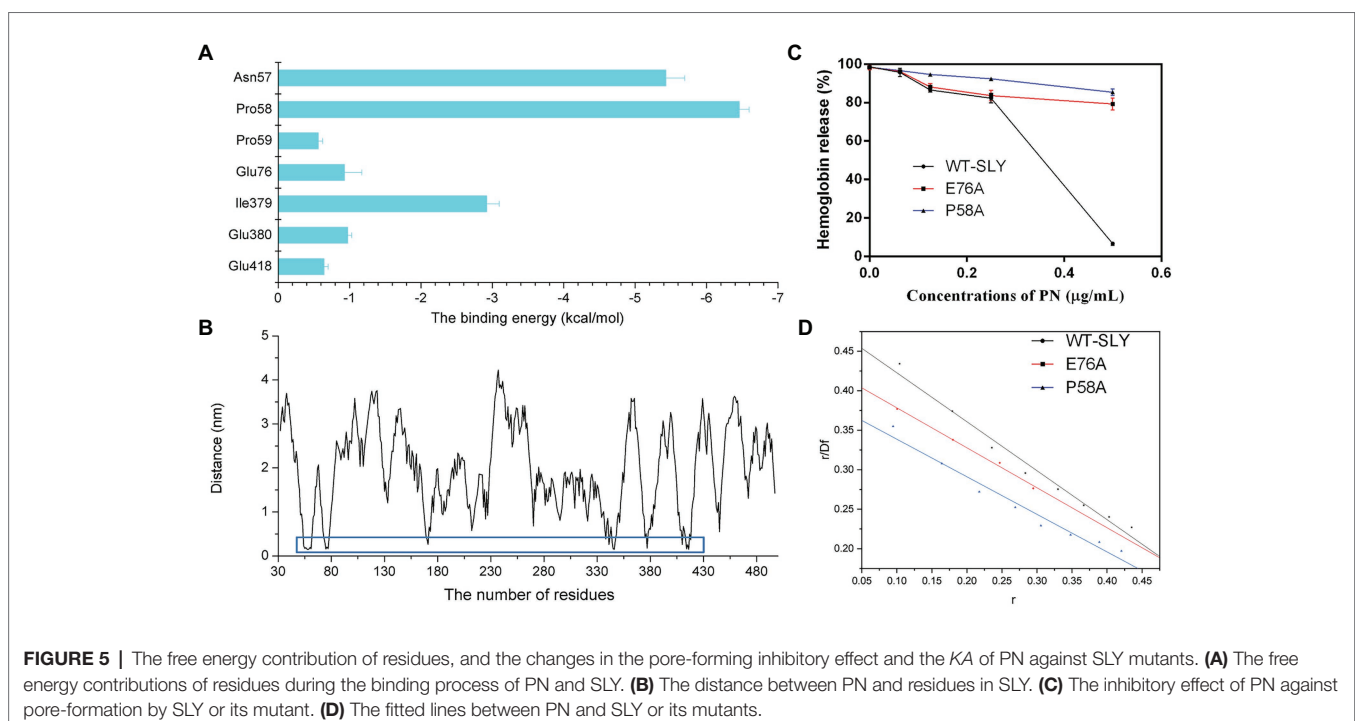 A
Asn57
Pro58
Pro59
Glu76
Ile379
Glu380
Glu418
0 -1 -2 -3 -4 -5 -6 -7
The binding energy (kcal/mol)
B
5
4
3
2
1
0
Distance (nm)
30 80 130 180 230 280 330 380 430 480
The number of residues
C
100
80
60
40
20
0
Hemoglobin release (%)
WT-SLY
E76A
P58A
0.0 0.2 0.4 0.6
Concentrations of PN (μg/mL)
D
WT-SLY
E76A
P58A
0.45
0.40
0.35
0.30
0.25
0.20
r/Df
0.05 0.10 0.15 0.20 0.25 0.30 0.35 0.40 0.45
r
FIGURE 5 | The free energy contribution of residues, and the changes in the pore-forming inhibitory effect and the KA of PN against SLY mutants. (A) The free
energy contributions of residues during the binding process of PN and SLY. (B) The distance between PN and residues in SLY. (C) The inhibitory effect of PN against
pore-formation by SLY or its mutant. (D) The fitted lines between PN and SLY or its mutants.